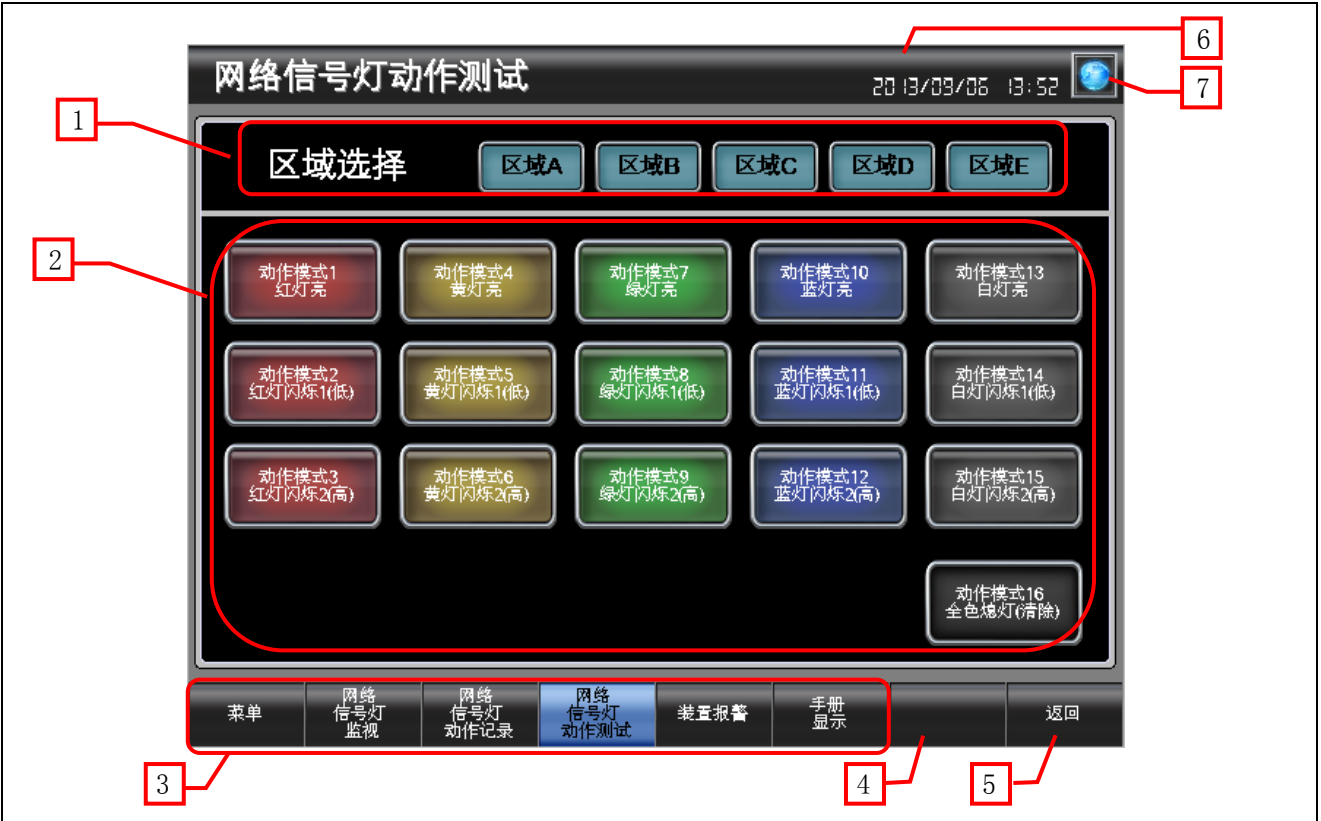 6
网络信号灯动作测试
2013/09/06 13:52
7
1
区域选择
区域A
区域B
区域C
区域D
区域E
2
动作模式1
红灯亮
动作模式4
黄灯亮
动作模式7
绿灯亮
动作模式10
蓝灯亮
动作模式13
白灯亮
动作模式2
红灯闪烁1(低)
动作模式5
黄灯闪烁1(低)
动作模式8
绿灯闪烁1(低)
动作模式11
蓝灯闪烁1(低)
动作模式14
白灯闪烁1(低)
动作模式3
红灯闪烁2(高)
动作模式6
黄灯闪烁2(高)
动作模式9
绿灯闪烁2(高)
动作模式12
蓝灯闪烁2(高)
动作模式15
白灯闪烁2(高)
动作模式16
全色熄灯(清除)
菜单
网络
信号灯
监视
网络
信号灯
动作记录
网络
信号灯
动作测试
装置报警
手册
显示
返回
3
4
5